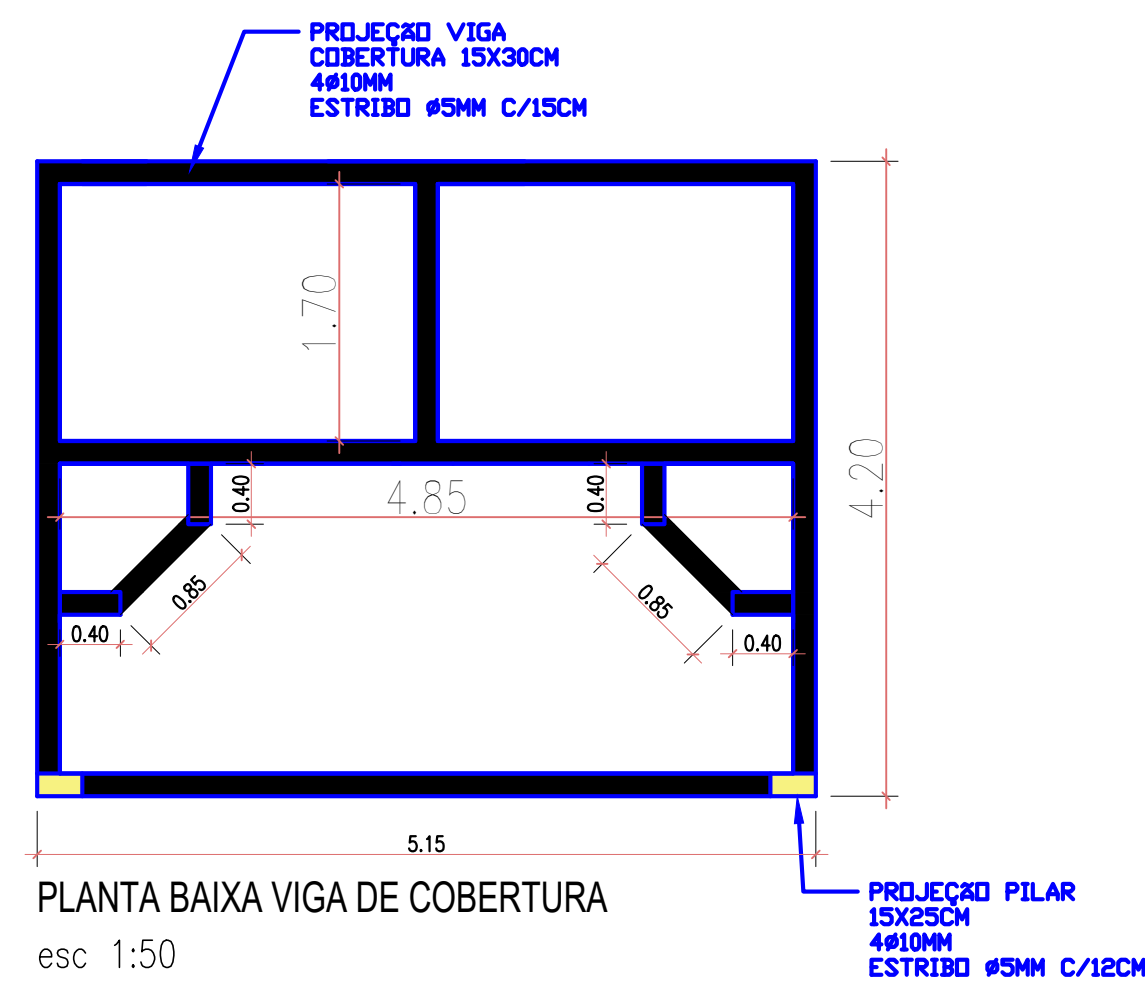 PROJEÇÃO VIGA
COBERTURA 15X30CM
4Ø10MM
ESTRIBO Ø5MM C/15CM
1.70
4.20
0.40
4.85
0.40
0.85
0.85
0.40
0.40
5.15
PLANTA BAIXA VIGA DE COBERTURA
esc 1:50
PROJEÇÃO PILAR
15X25CM
4Ø10MM
ESTRIBO Ø5MM C/12CM